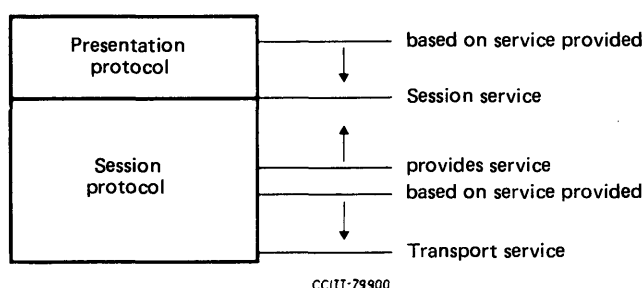 Presentation
protocol
based on service provided
Session service
Session
protocol
provides service
based on service provided
Transport service
CCITT-79900